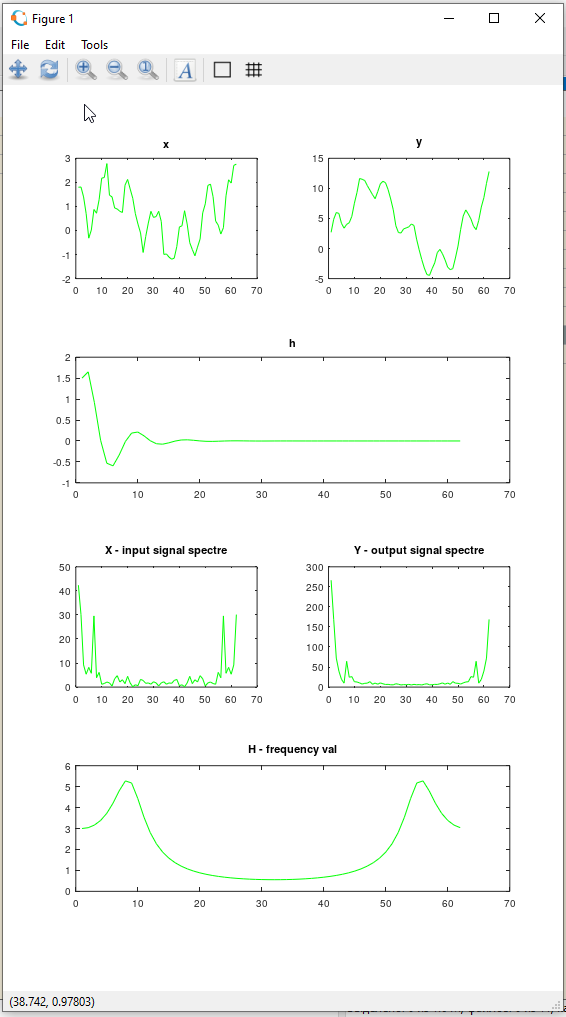 Figure 1
File Edit Tools
A
x
y
3
2
1
0
-1
-2
0 10 20 30 40 50 60 70
15
10
5
0
-5
0 10 20 30 40 50 60 70
h
2
1.5
1
0.5
0
-0.5
-1
0 10 20 30 40 50 60 70
X - input signal spectre
50
40
30
20
10
0
0 10 20 30 40 50 60 70
Y - output signal spectre
300
250
200
150
100
50
0
0 10 20 30 40 50 60 70
H - frequency val
6
5
4
3
2
1
0
0 10 20 30 40 50 60 70
(38.742, 0.97803)